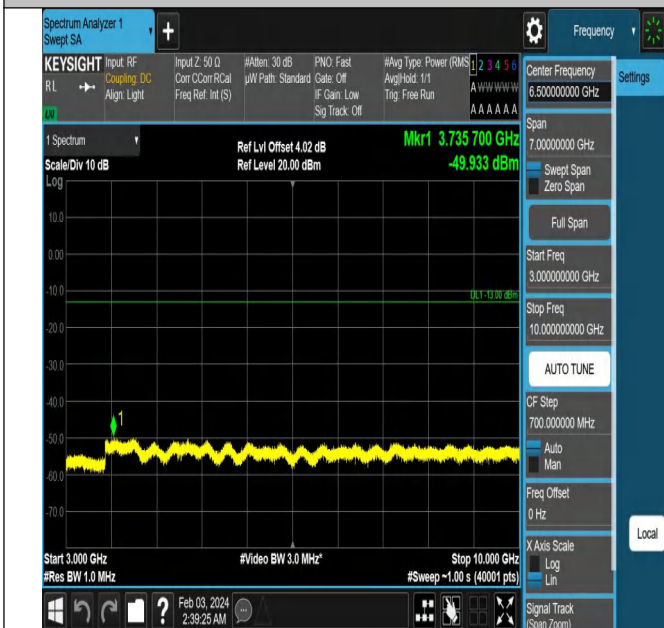 Spectrum Analyzer 1
Swept SA
+
Frequency
KEYSIGHT
RL
Input: RF
Coupling: DC
Align: Light
Input Z: 50 Ω
Corr CCorr RCal
Freq Ref: Int (S)
#Atten: 30 dB
µW Path: Standard
PNO: Fast
Gate: Off
IF Gain: Low
Sig Track: Off
#Avg Type: Power (RMS
Avg|Hold: 1/1
Trig: Free Run
1 2 3 4 5 6
A W W W W W
A A A A A A
1 Spectrum
Scale/Div 10 dB
Log
Ref Lvl Offset 4.02 dB
Ref Level 20.00 dBm
Mkr1 3.735 700 GHz
-49.933 dBm
10.0
0.00
-10.0
-20.0
-30.0
-40.0
-50.0
-60.0
-70.0
DL1 -13.00 dBm
1
Start 3.000 GHz
#Res BW 1.0 MHz
#Video BW 3.0 MHz*
Stop 10.000 GHz
#Sweep ~1.00 s (40001 pts)
?
Feb 03, 2024
2:39:25 AM
Center Frequency
6.500000000 GHz
Settings
Span
7.00000000 GHz
Swept Span
Zero Span
Full Span
Start Freq
3.000000000 GHz
Stop Freq
10.000000000 GHz
AUTO TUNE
CF Step
700.000000 MHz
Auto
Man
Freq Offset
0 Hz
X Axis Scale
Log
Lin
Local
Signal Track
(Span Zoom)